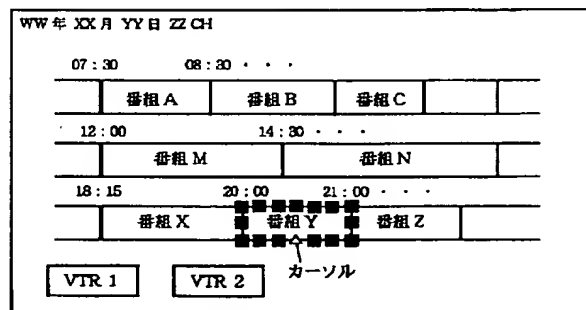 WW年 XX月 YY日 ZZ CH
07:30 08:30 · · ·
番組A 番組B 番組C
12:00 14:30 · · ·
番組M 番組N
18:15 20:00 21:00 · · ·
番組X 番組Y 番組Z
カーソル
VTR 1 VTR 2